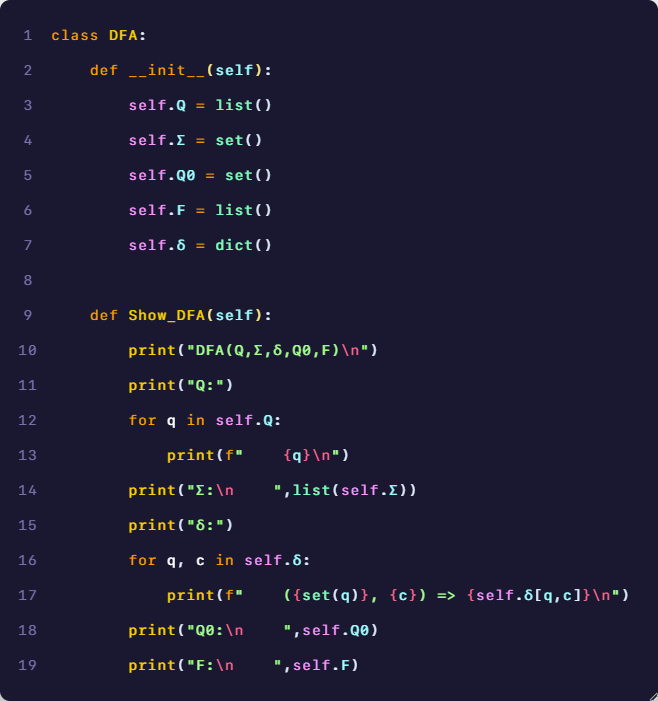 1 class DFA:
2     def __init__(self):
3         self.Q = list()
4         self.Σ = set()
5         self.Q0 = set()
6         self.F = list()
7         self.δ = dict()
8
9     def Show_DFA(self):
10         print("DFA(Q,Σ,δ,Q0,F)\n")
11         print("Q:")
12         for q in self.Q:
13             print(f"    {q}\n")
14         print("Σ:\n    ",list(self.Σ))
15         print("δ:")
16         for q, c in self.δ:
17             print(f"    ({set(q)}, {c}) => {self.δ[q,c]}\n")
18         print("Q0:\n    ",self.Q0)
19         print("F:\n    ",self.F)